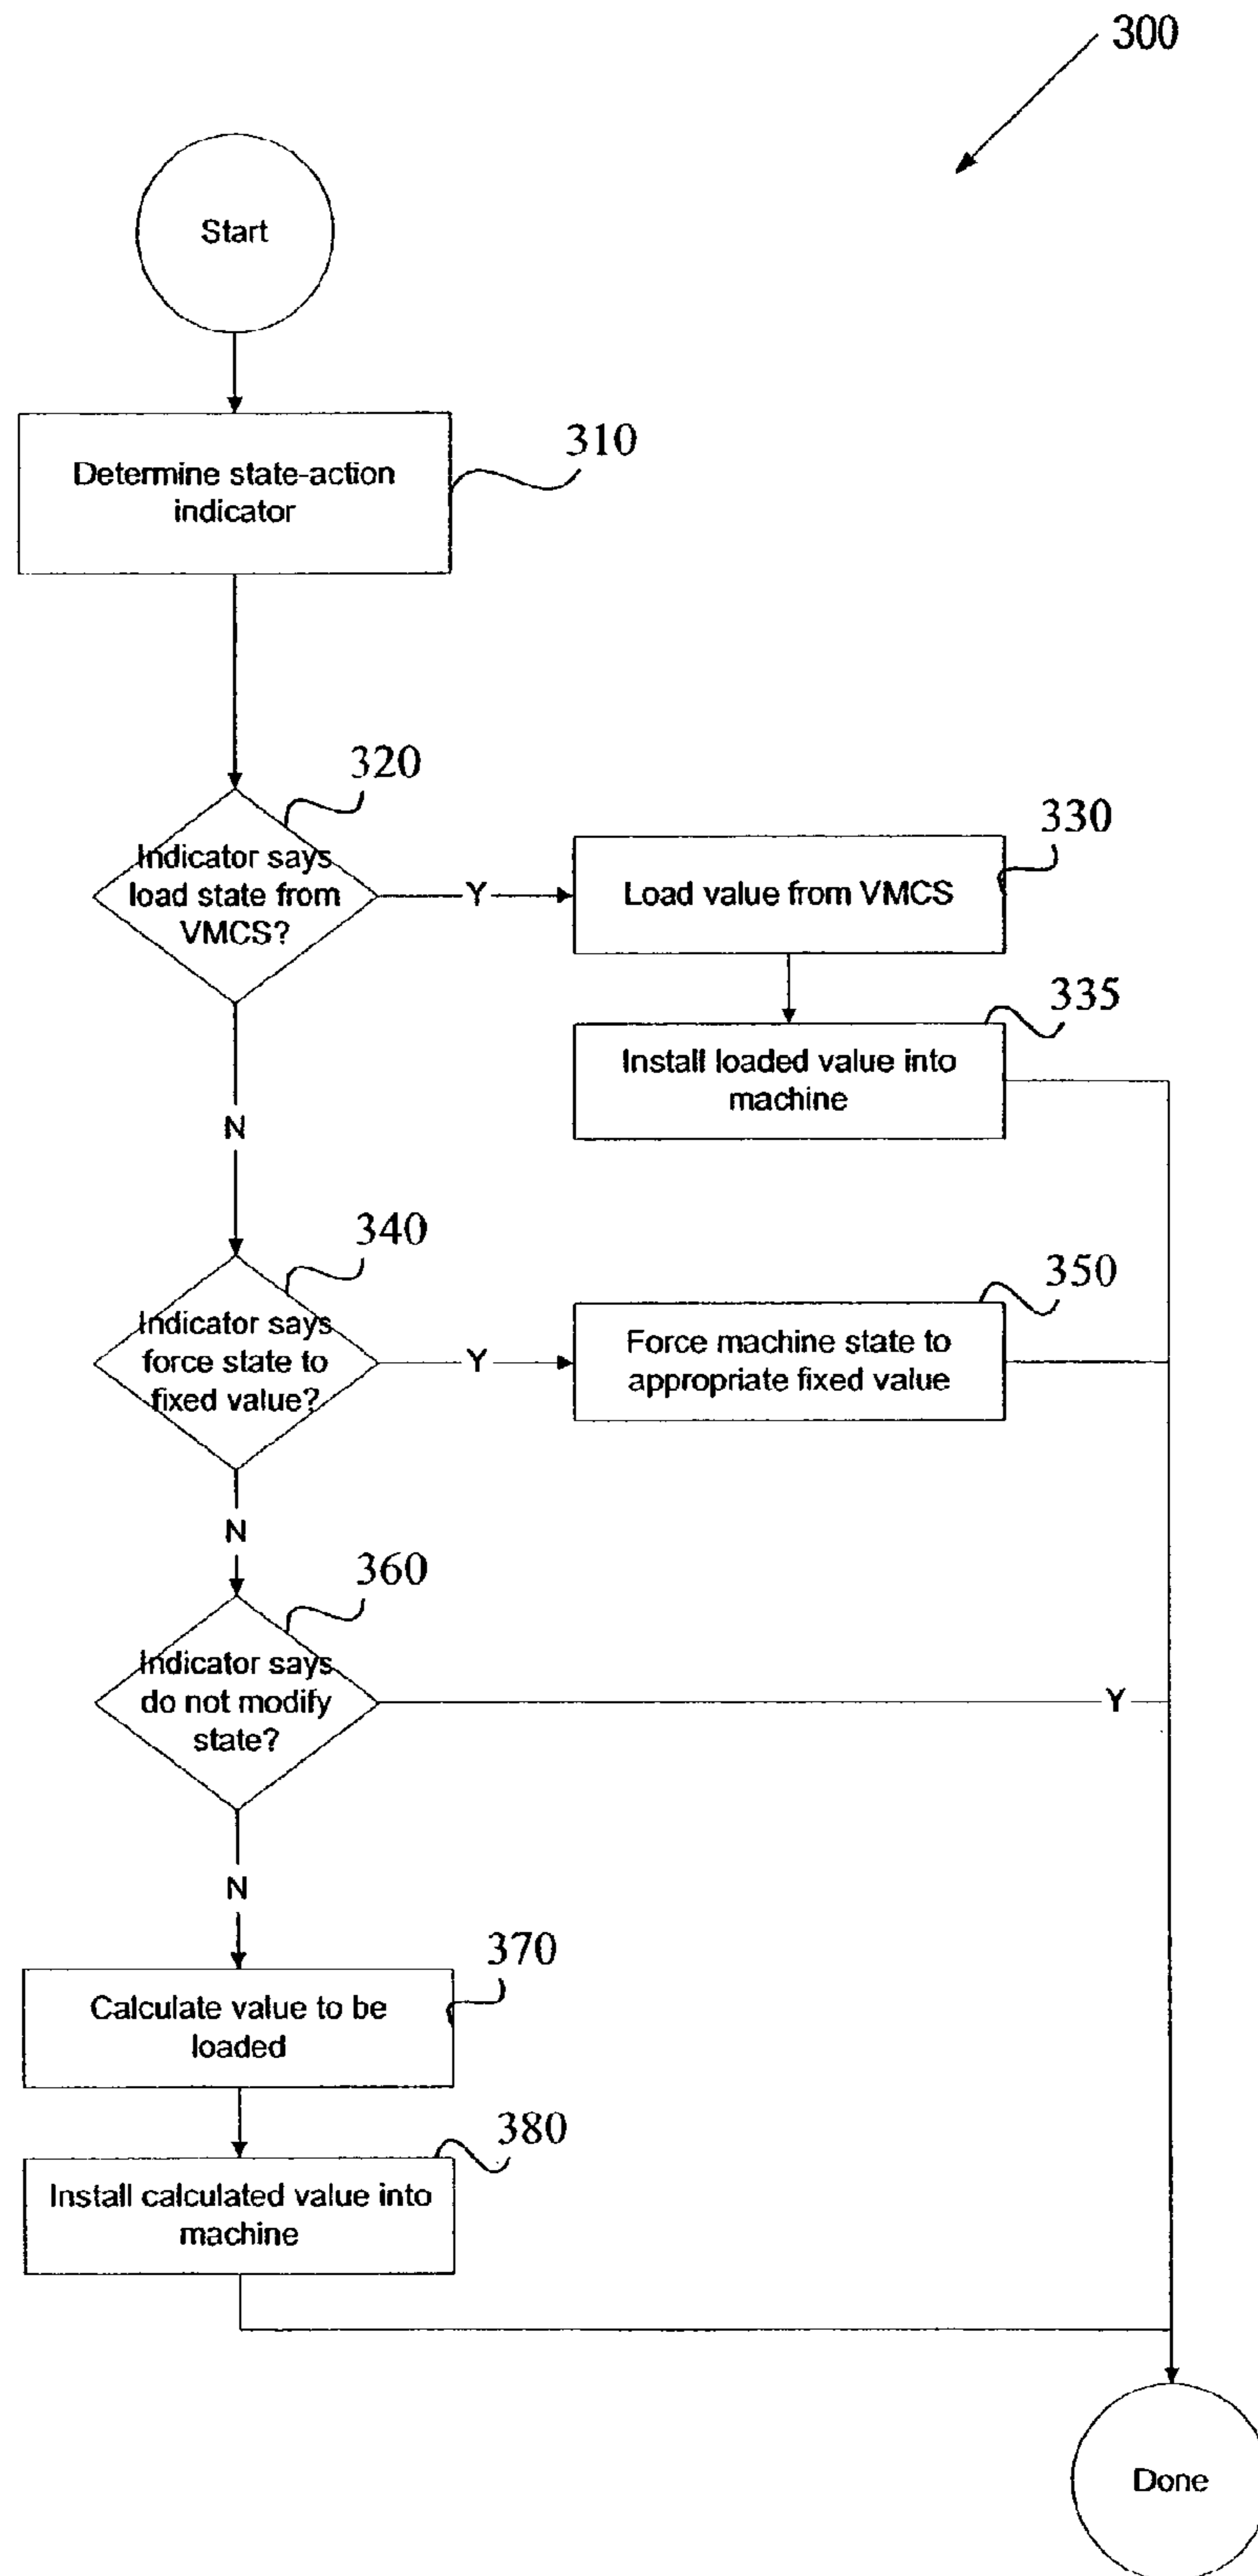 300
Start
310
Determine state-action
indicator
320
Indicator says
load state from
VMCS?
Y
330
Load value from VMCS
335
Install loaded value into
machine
N
340
Indicator says
force state to
fixed value?
Y
350
Force machine state to
appropriate fixed value
N
360
Indicator says
do not modify
state?
Y
N
370
Calculate value to be
loaded
380
Install calculated value into
machine
Done